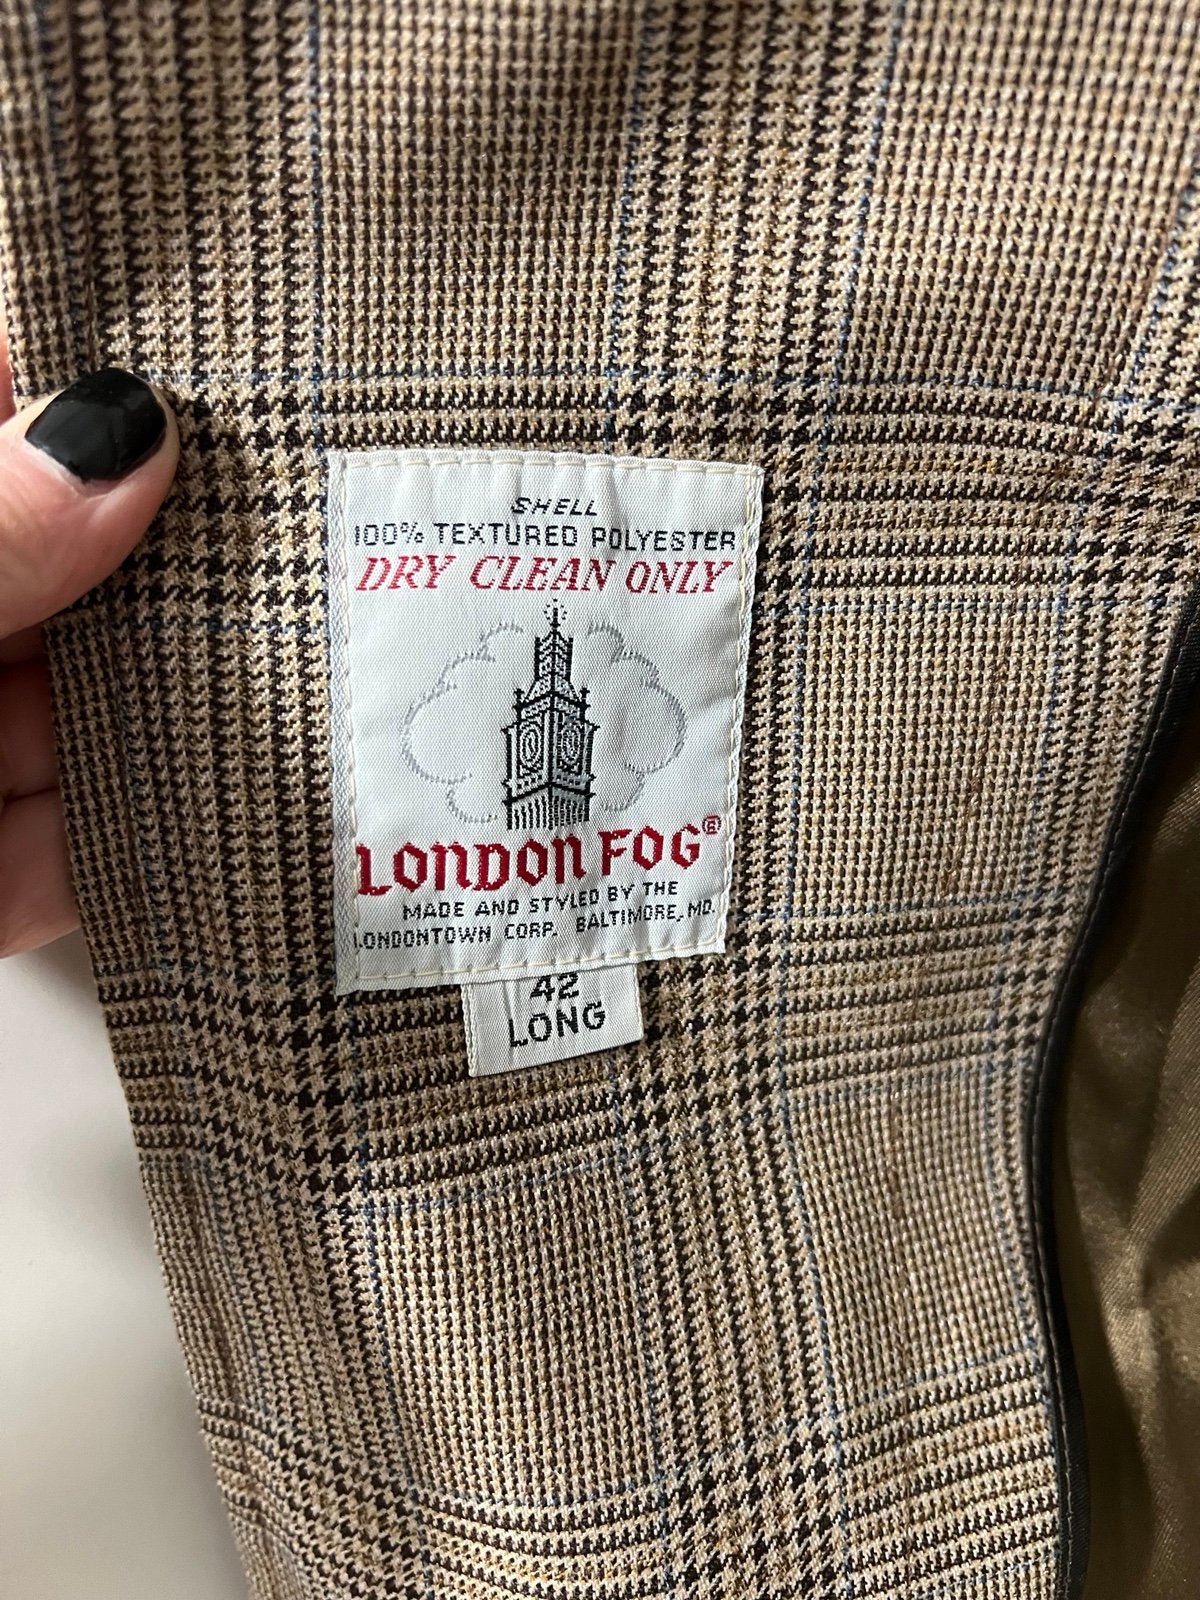 SHELL
100% TEXTURED POLYESTER
DRY CLEAN ONLY
LONDON FOG®
MADE AND STYLED BY THE
LONDONTOWN CORP. BALTIMORE, MD.
42
LONG